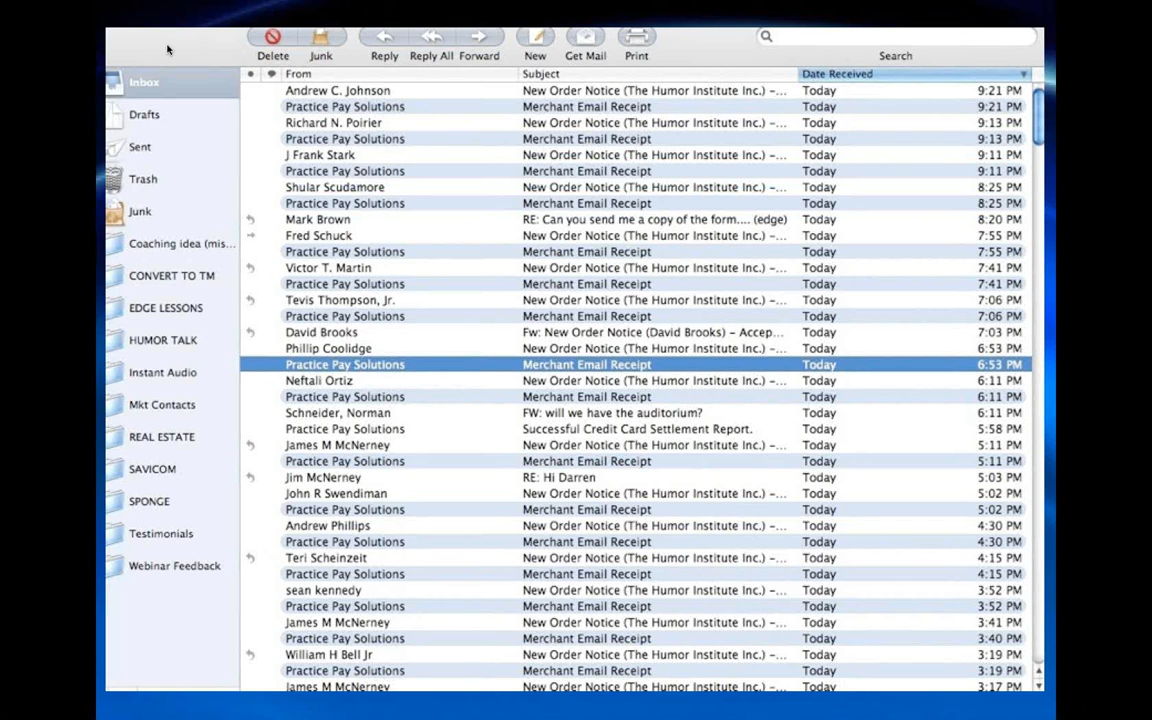 Delete Junk Reply Reply All Forward New Get Mail Print Search
From Subject Date Received
Inbox
Drafts
Sent
Trash
Junk
Coaching idea (mis...
CONVERT TO TM
EDGE LESSONS
HUMOR TALK
Instant Audio
Mkt Contacts
REAL ESTATE
SAVICOM
SPONGE
Testimonials
Webinar Feedback
Andrew C. Johnson New Order Notice (The Humor Institute Inc.) –... Today 9:21 PM
Practice Pay Solutions Merchant Email Receipt Today 9:21 PM
Richard N. Poirier New Order Notice (The Humor Institute Inc.) –... Today 9:13 PM
Practice Pay Solutions Merchant Email Receipt Today 9:13 PM
J Frank Stark New Order Notice (The Humor Institute Inc.) –... Today 9:11 PM
Practice Pay Solutions Merchant Email Receipt Today 9:11 PM
Shular Scudamore New Order Notice (The Humor Institute Inc.) –... Today 8:25 PM
Practice Pay Solutions Merchant Email Receipt Today 8:25 PM
Mark Brown RE: Can you send me a copy of the form.... (edge) Today 8:20 PM
Fred Schuck New Order Notice (The Humor Institute Inc.) –... Today 7:55 PM
Practice Pay Solutions Merchant Email Receipt Today 7:55 PM
Victor T. Martin New Order Notice (The Humor Institute Inc.) –... Today 7:41 PM
Practice Pay Solutions Merchant Email Receipt Today 7:41 PM
Tevis Thompson, Jr. New Order Notice (The Humor Institute Inc.) –... Today 7:06 PM
Practice Pay Solutions Merchant Email Receipt Today 7:06 PM
David Brooks Fw: New Order Notice (David Brooks) – Accep... Today 7:03 PM
Phillip Coolidge New Order Notice (The Humor Institute Inc.) –... Today 6:53 PM
Practice Pay Solutions Merchant Email Receipt Today 6:53 PM
Neftali Ortiz New Order Notice (The Humor Institute Inc.) –... Today 6:11 PM
Practice Pay Solutions Merchant Email Receipt Today 6:11 PM
Schneider, Norman FW: will we have the auditorium? Today 6:11 PM
Practice Pay Solutions Successful Credit Card Settlement Report. Today 5:58 PM
James M McNerney New Order Notice (The Humor Institute Inc.) –... Today 5:11 PM
Practice Pay Solutions Merchant Email Receipt Today 5:11 PM
Jim McNerney RE: Hi Darren Today 5:03 PM
John R Swendiman New Order Notice (The Humor Institute Inc.) –... Today 5:02 PM
Practice Pay Solutions Merchant Email Receipt Today 5:02 PM
Andrew Phillips New Order Notice (The Humor Institute Inc.) –... Today 4:30 PM
Practice Pay Solutions Merchant Email Receipt Today 4:30 PM
Teri Scheinzeit New Order Notice (The Humor Institute Inc.) –... Today 4:15 PM
Practice Pay Solutions Merchant Email Receipt Today 4:15 PM
sean kennedy New Order Notice (The Humor Institute Inc.) –... Today 3:52 PM
Practice Pay Solutions Merchant Email Receipt Today 3:52 PM
James M McNerney New Order Notice (The Humor Institute Inc.) –... Today 3:41 PM
Practice Pay Solutions Merchant Email Receipt Today 3:40 PM
William H Bell Jr New Order Notice (The Humor Institute Inc.) –... Today 3:19 PM
Practice Pay Solutions Merchant Email Receipt Today 3:19 PM
James M McNerney New Order Notice (The Humor Institute Inc.) –... Today 3:17 PM